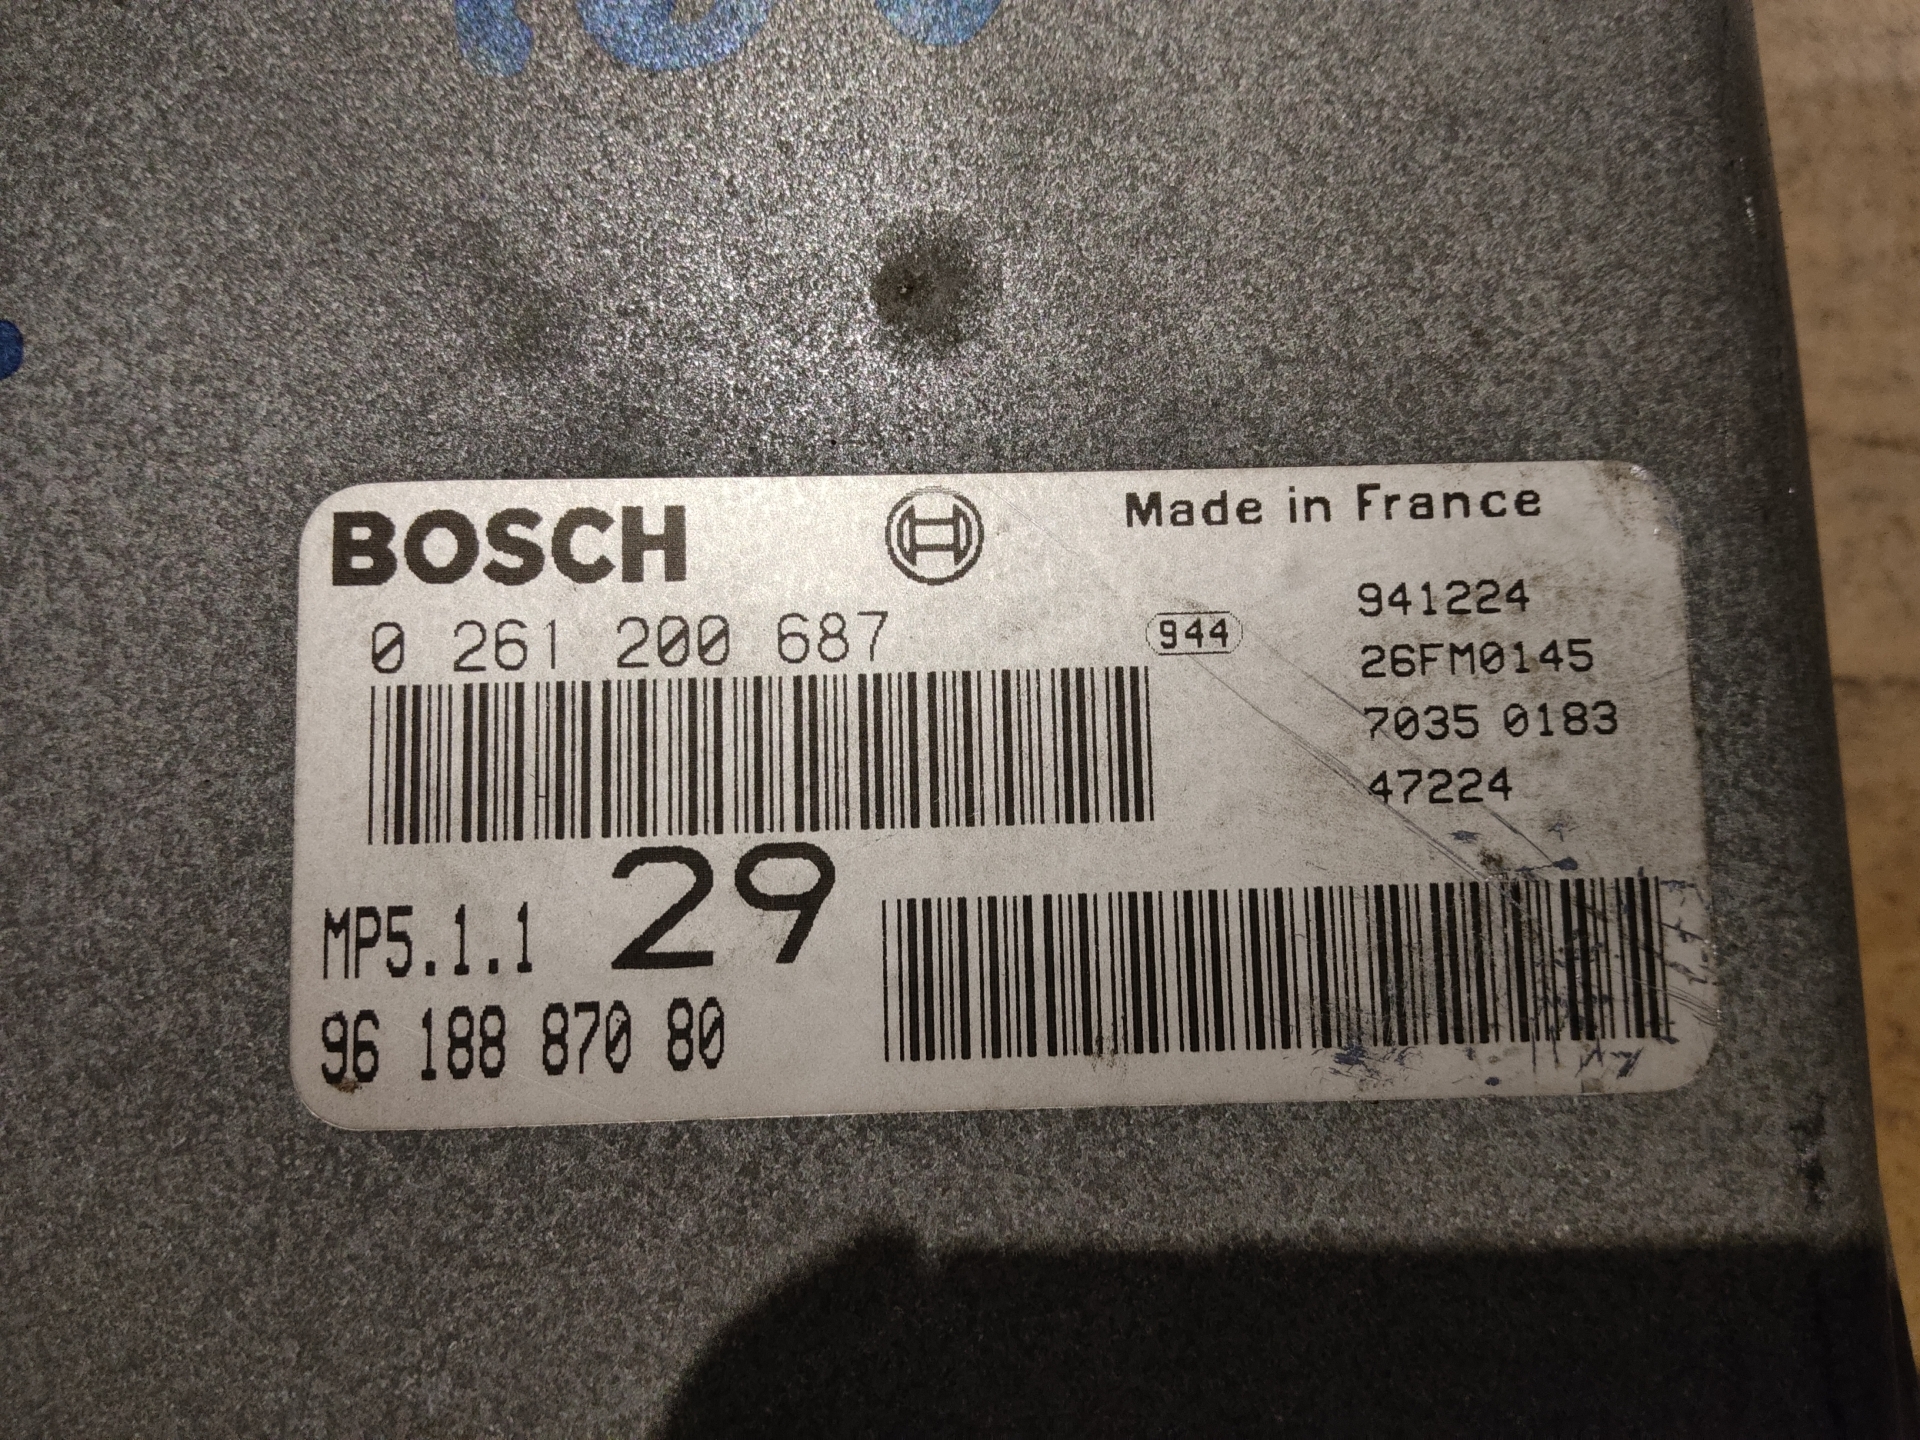 BOSCH
Made in France
0 261 200 687
944
941224
26FM0145
7035 0183
47224
MP5.1.1
29
96 188 870 80